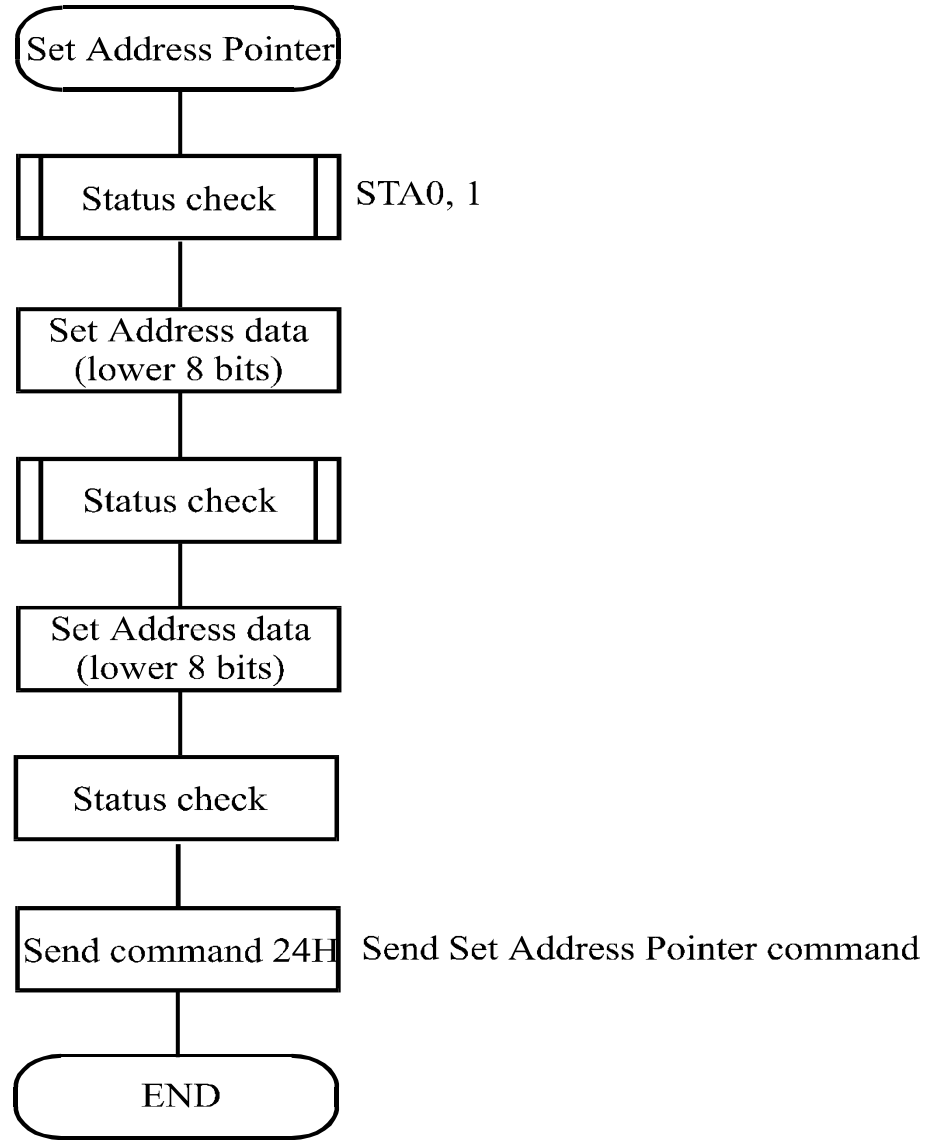 Set Address Pointer
Status check
STA0, 1
Set Address data
(lower 8 bits)
Status check
Set Address data
(lower 8 bits)
Status check
Send command 24H
Send Set Address Pointer command
END